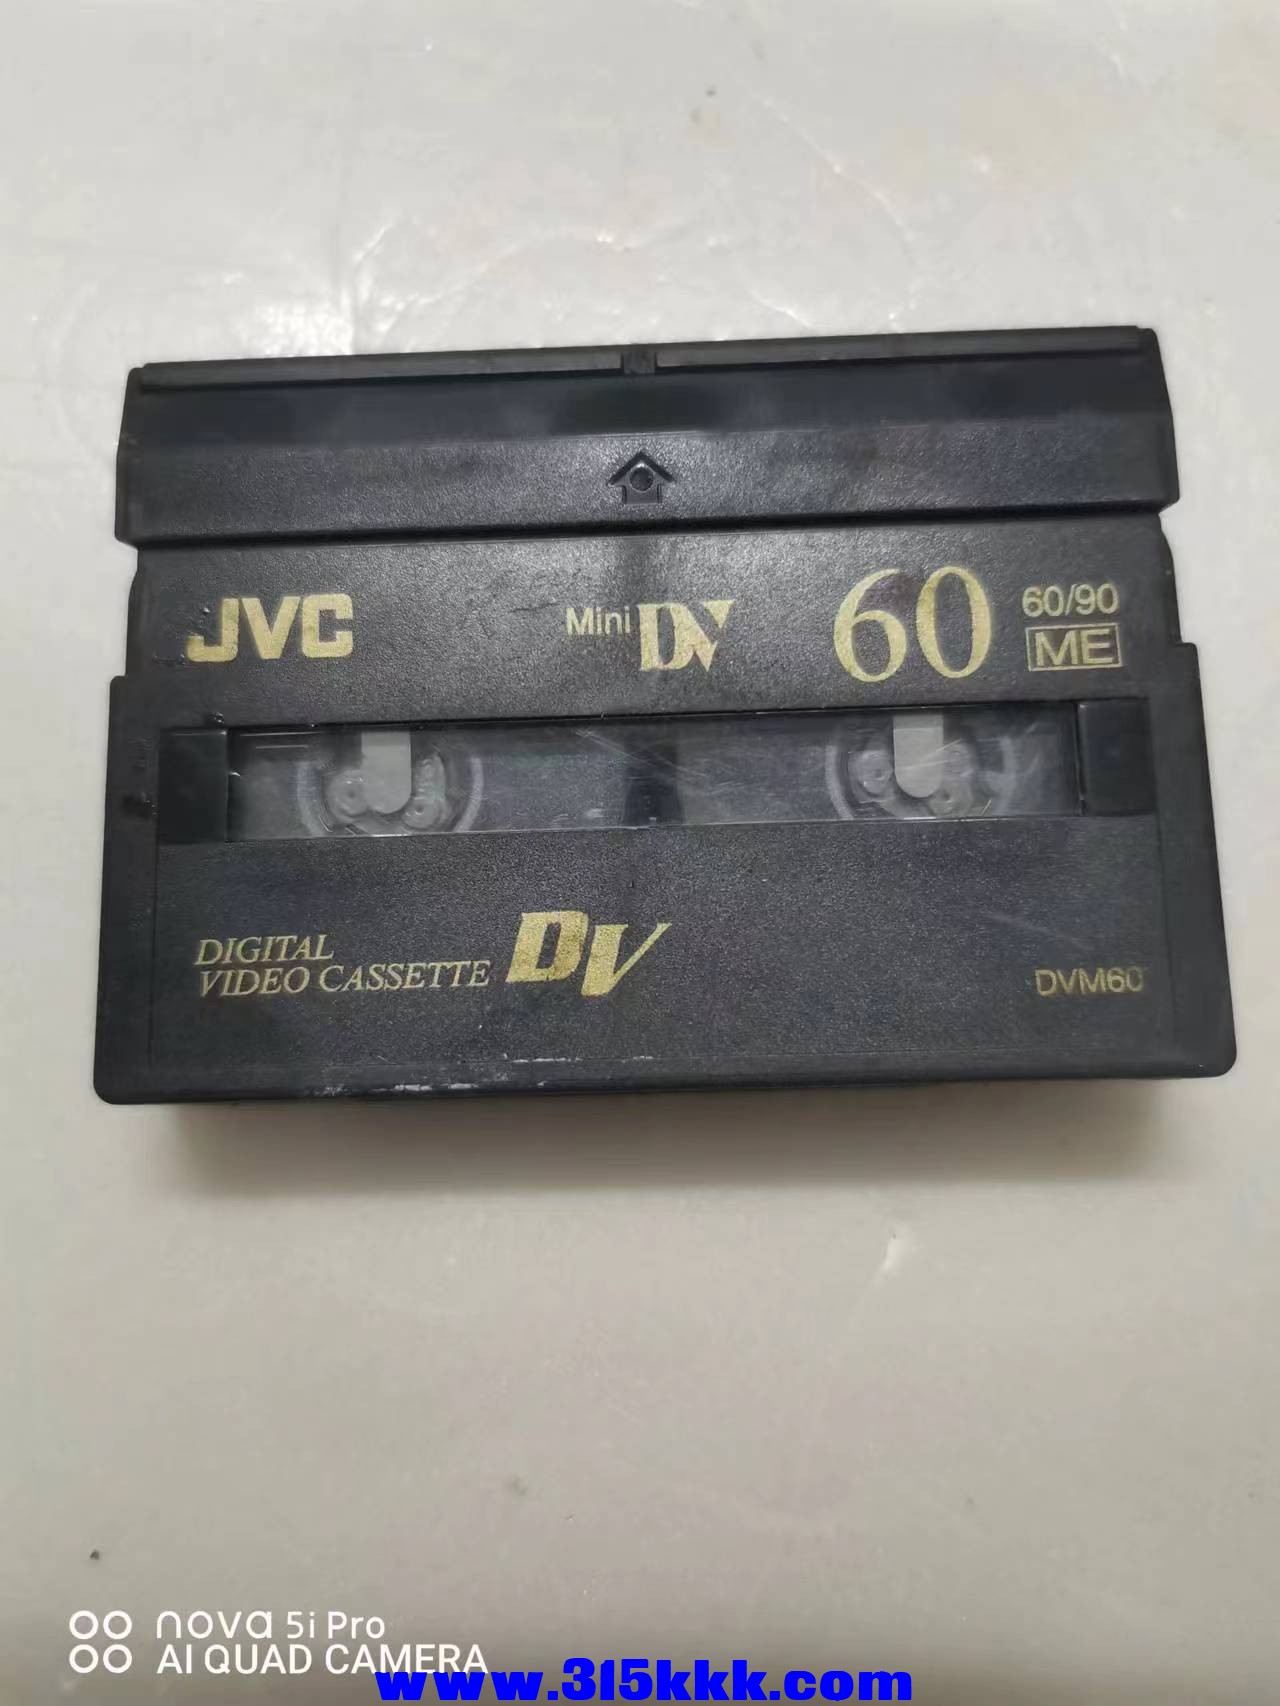 JVC
Mini DV
60
60/90
ME
DIGITAL
VIDEO CASSETTE DV
DVM60
nova 5i Pro
AI QUAD CAMERA
www.315kkk.com